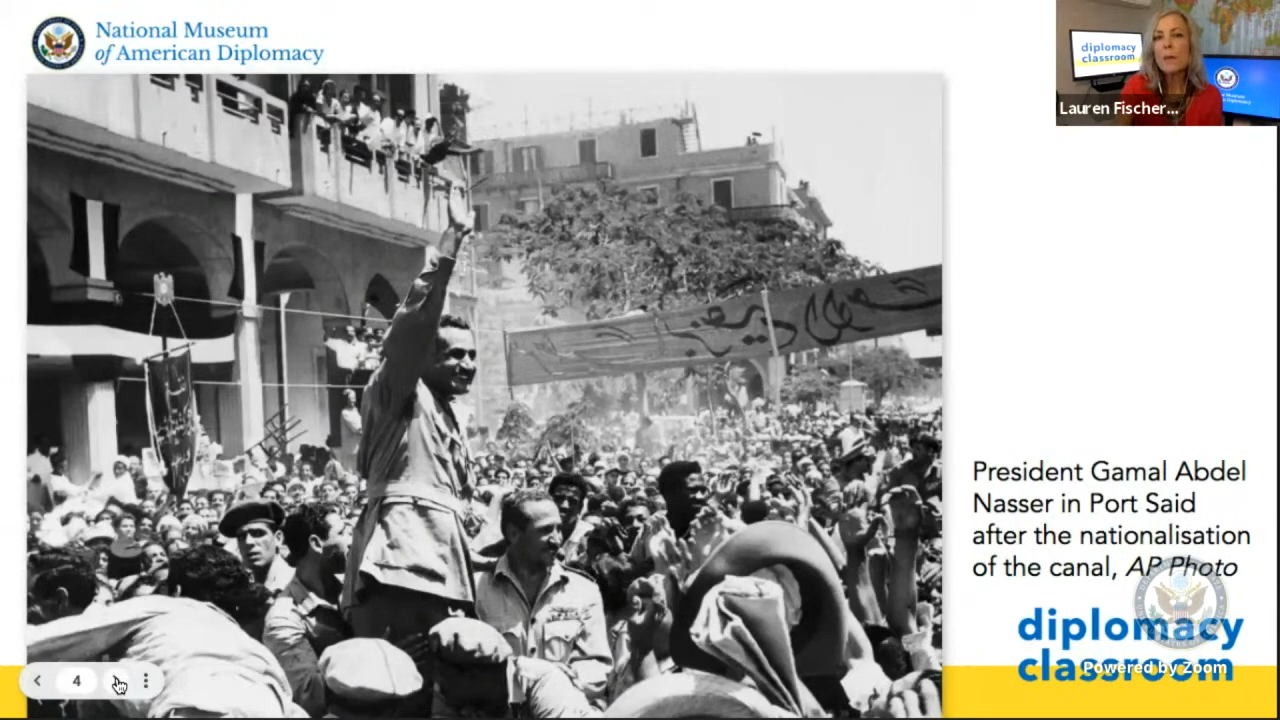 National Museum
of American Diplomacy
diplomacy
classroom
Lauren Fischer...
President Gamal Abdel
Nasser in Port Said
after the nationalisation
of the canal, AP Photo
diplomacy
classroom
Powered by Zoom
4